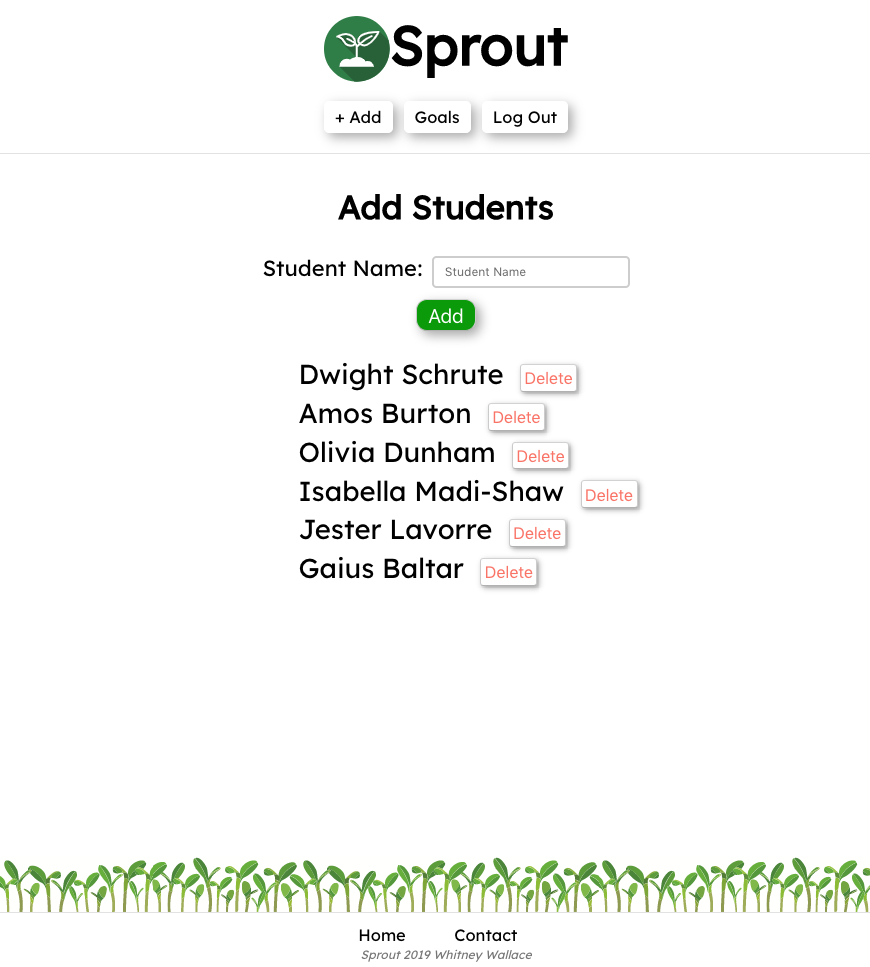 Sprout
+ Add Goals Log Out
Add Students
Student Name: Student Name
Add
Dwight Schrute Delete
Amos Burton Delete
Olivia Dunham Delete
Isabella Madi-Shaw Delete
Jester Lavorre Delete
Gaius Baltar Delete
Home Contact
Sprout 2019 Whitney Wallace